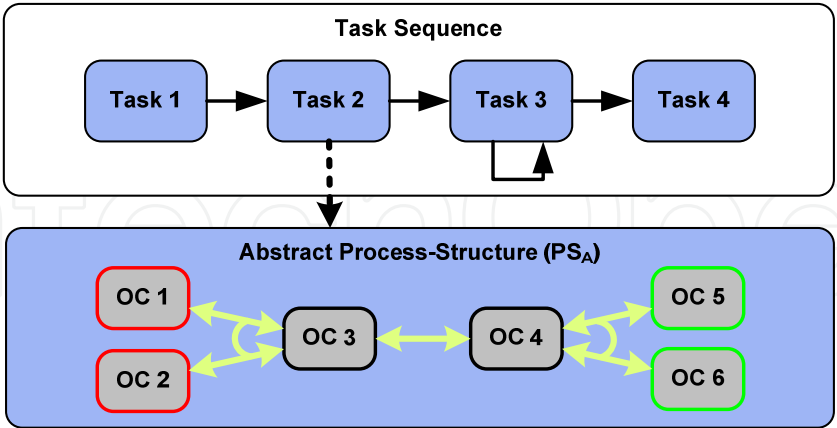 Task Sequence
Task 1
Task 2
Task 3
Task 4
Abstract Process-Structure (PSA)
OC 1
OC 5
OC 3
OC 4
OC 2
OC 6